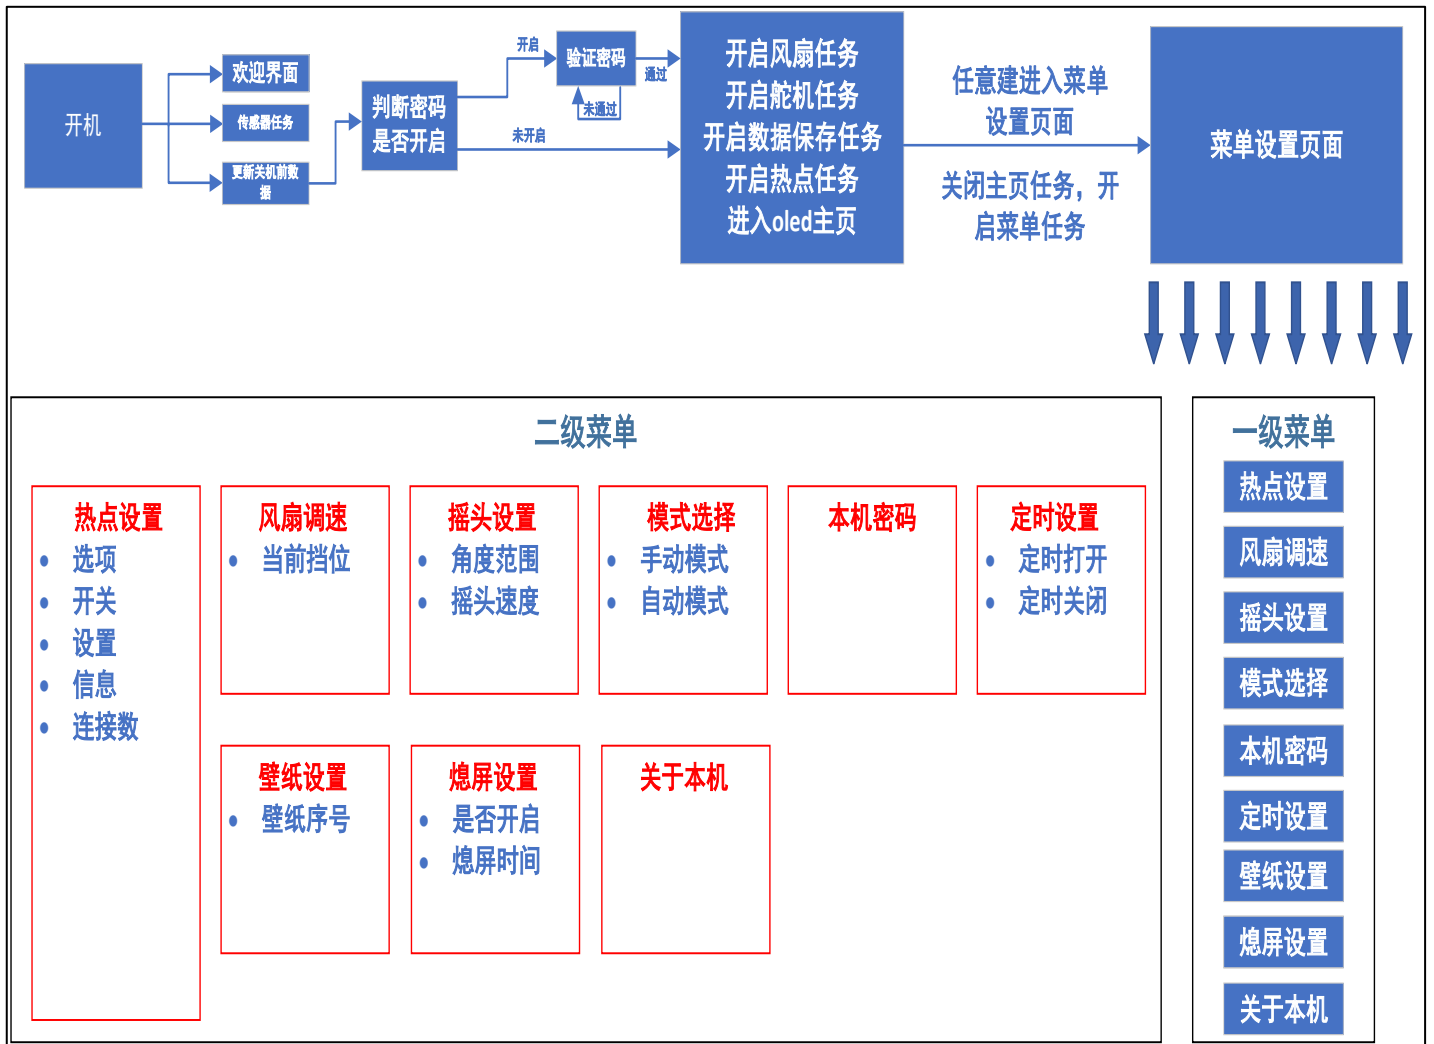 开机
欢迎界面
传感器任务
更新关机前数
据
判断密码
是否开启
开启
未开启
验证密码
未通过
通过
开启风扇任务
开启舵机任务
开启数据保存任务
开启热点任务
进入oled主页
任意建进入菜单
设置页面
关闭主页任务，开
启菜单任务
菜单设置页面
二级菜单
热点设置
选项
开关
设置
信息
连接数
风扇调速
当前挡位
摇头设置
角度范围
摇头速度
模式选择
手动模式
自动模式
本机密码
定时设置
定时打开
定时关闭
壁纸设置
壁纸序号
熄屏设置
是否开启
熄屏时间
关于本机
一级菜单
热点设置
风扇调速
摇头设置
模式选择
本机密码
定时设置
壁纸设置
熄屏设置
关于本机